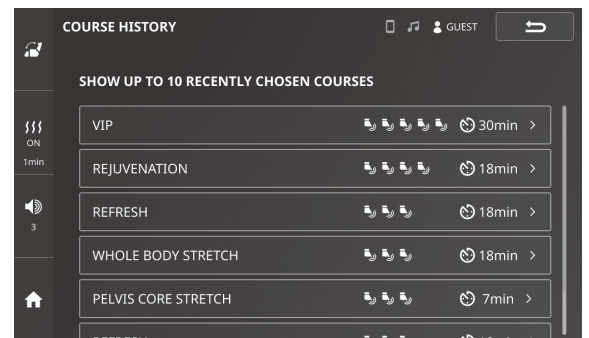 COURSE HISTORY
GUEST
SHOW UP TO 10 RECENTLY CHOSEN COURSES
ON
1min
3
VIP 30min
REJUVENATION 18min
REFRESH 18min
WHOLE BODY STRETCH 18min
PELVIS CORE STRETCH 7min